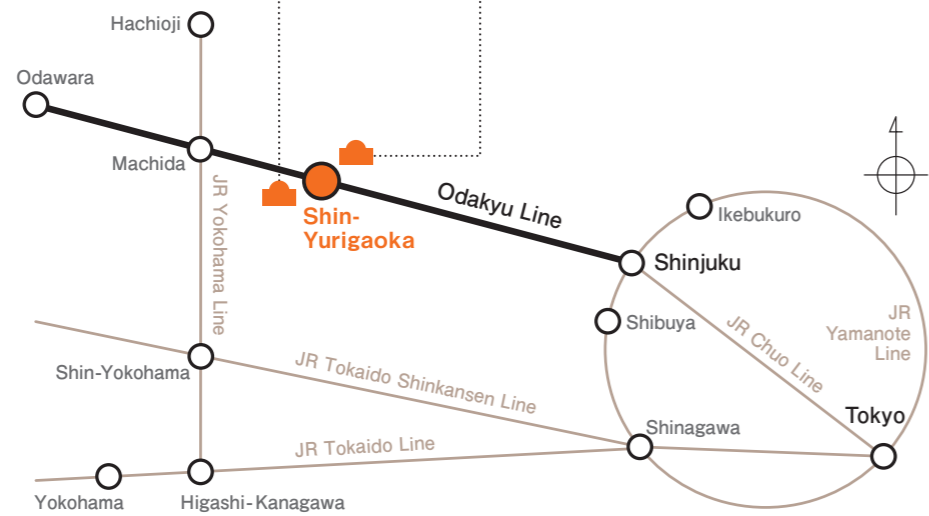 Hachioji
Odawara
Machida
JR Yokohama Line
Shin-
Yurigaoka
Odakyu Line
Ikebukuro
Shinjuku
Shibuya
JR
Yamanote
Line
JR Chuo Line
Shin-Yokohama
JR Tokaido Shinkansen Line
Shinagawa
Tokyo
JR Tokaido Line
Yokohama
Higashi-Kanagawa